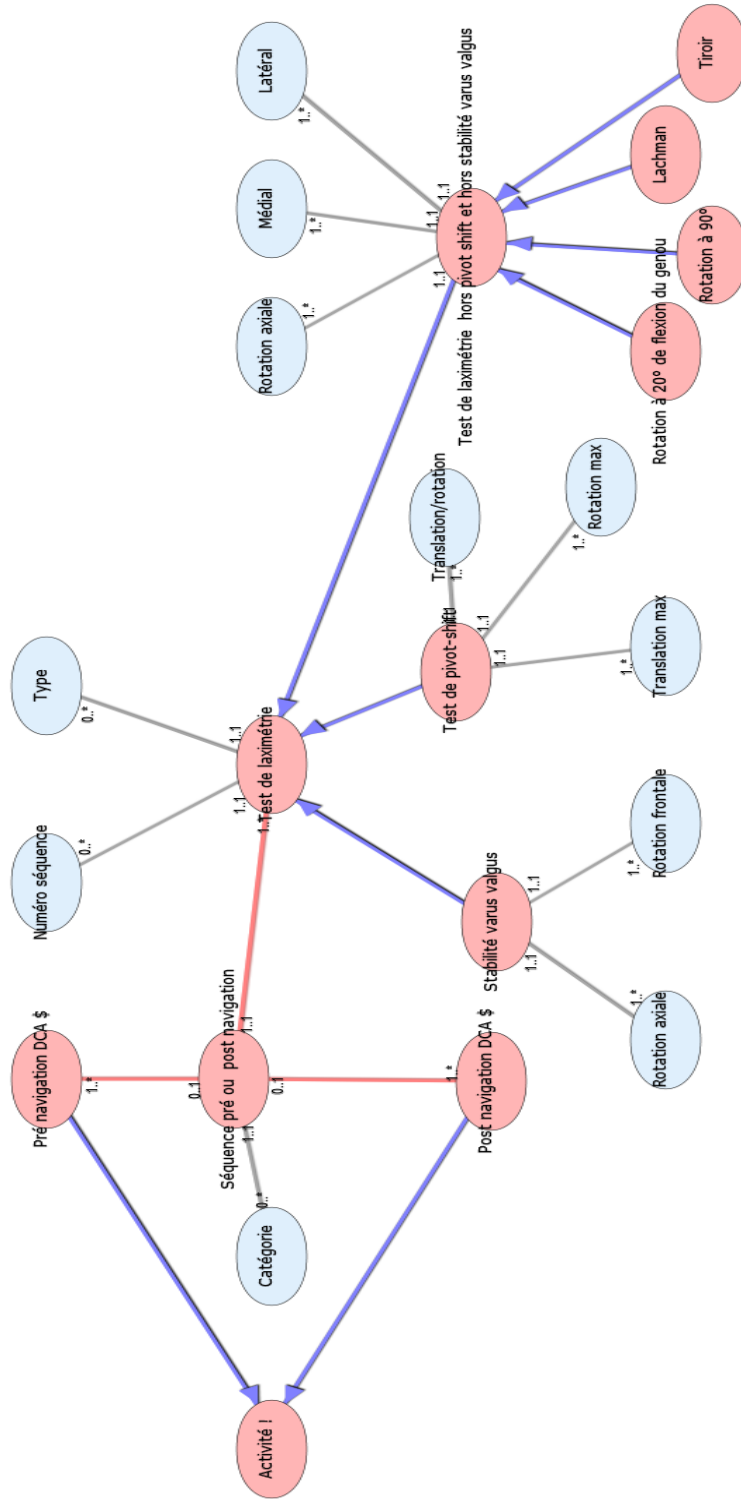 Pré navigation DCA $
Numéro séquence
Type
1..*
0..*
0..*
0..1
Séquence pré ou  post navigation
1..1
1..1
1..1
1..1
Activité !
Catégorie
0..*
0..1
1..*
Test de laximétrie
Rotation axiale
Médial
Latéral
1..*
1..*
1..*
1..1
1..1
1..1
Translation/rotation
1..*
1..1
Test de pivot-shift
1..*
Test de laximétrie  hors pivot shift et hors stabilité varus valgus
Post navigation DCA $
Stabilité varus valgus
1..1
1..1
1..1
1..1
1..*
Rotation max
1..*
1..*
1..*
Rotation axiale
Rotation frontale
Translation max
Rotation à 20° de flexion du genou
Lachman
Rotation à 90°
Tiroir